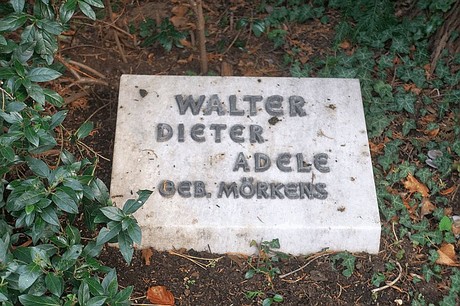 WALTER
DIETER
ADELE
GEB. MÖRKENS